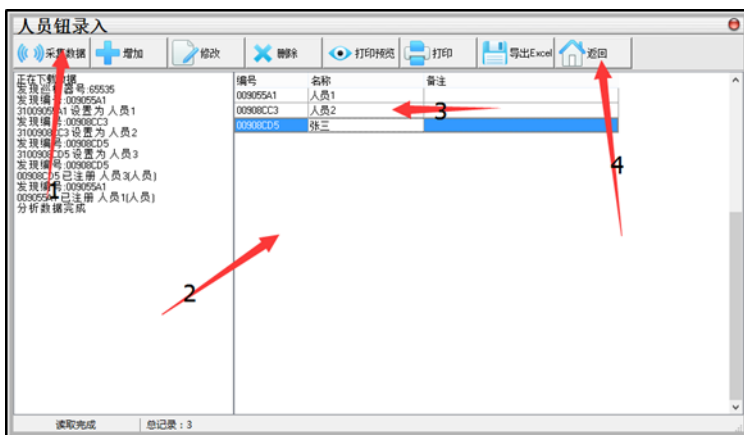 人员钮录入
采集数据 增加 修改 删除 打印预览 打印 导出Excel 返回
正在下载数据
发现巡检器号:65535
发现编号:009055A1
31009055A1 设置为 人员1
发现编号:00908CC3
3100908CC3 设置为 人员2
发现编号:00908CD5
3100908CD5 设置为 人员3
发现编号:00908CD5
00908CD5 已注册 人员3(人员)
发现编号:009055A1
009055A1 已注册 人员1(人员)
分析数据完成
编号 名称 备注
009055A1 人员1
00908CC3 人员2
00908CD5 张三
1
2
3
4
读取完成 总记录:3